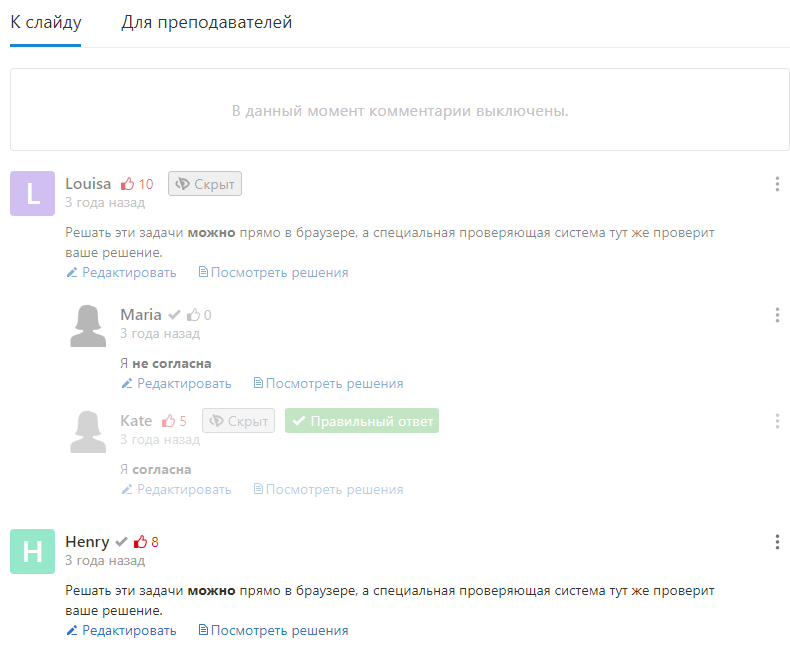 К слайду Для преподавателей
В данный момент комментарии выключены.
L Louisa 10 Скрыт
3 года назад
Решать эти задачи можно прямо в браузере, а специальная проверяющая система тут же проверит
ваше решение.
Редактировать Посмотреть решения
Maria 0
3 года назад
Я не согласна
Редактировать Посмотреть решения
Kate 5 Скрыт Правильный ответ
3 года назад
Я согласна
Редактировать Посмотреть решения
H Henry 8
3 года назад
Решать эти задачи можно прямо в браузере, а специальная проверяющая система тут же проверит
ваше решение.
Редактировать Посмотреть решения